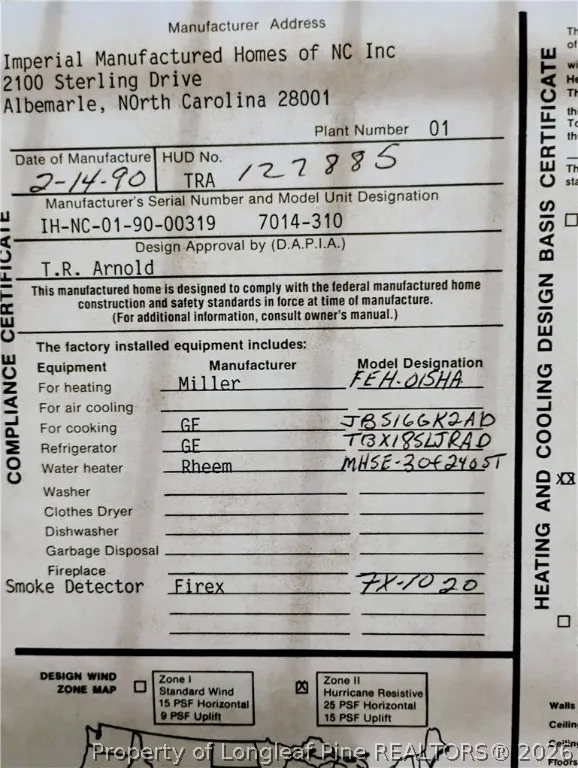 Manufacturer Address
Imperial Manufactured Homes of NC Inc
2100 Sterling Drive
Albemarle, NOrth Carolina 28001
Plant Number 01
Date of Manufacture HUD No.
2-14-90 TRA 127885
Manufacturer's Serial Number and Model Unit Designation
IH-NC-01-90-00319 7014-310
Design Approval by (D.A.P.I.A.)
T.R. Arnold
This manufactured home is designed to comply with the federal manufactured home
construction and safety standards in force at time of manufacture.
(For additional information, consult owner's manual.)
The factory installed equipment includes:
Equipment Manufacturer Model Designation
For heating Miller FEH-015HA
For air cooling
For cooking GE JBS16GK2AD
Refrigerator GE TBX18SLJRAD
Water heater Rheem
Washer
Clothes Dryer
Dishwasher
Garbage Disposal
Fireplace
Smoke Detector Firex FX-1020
COMPLIANCE CERTIFICATE
HEATING AND COOLING DESIGN BASIS CERTIFICATE
XX
DESIGN WIND
ZONE MAP
Zone I
Standard Wind
15 PSF Horizontal
9 PSF Uplift
Zone II
Hurricane Resistive
25 PSF Horizontal
15 PSF Uplift
Walls
Ceilin
Ceilin
Floors
Property of Longleaf Pine REALTORS® 2026